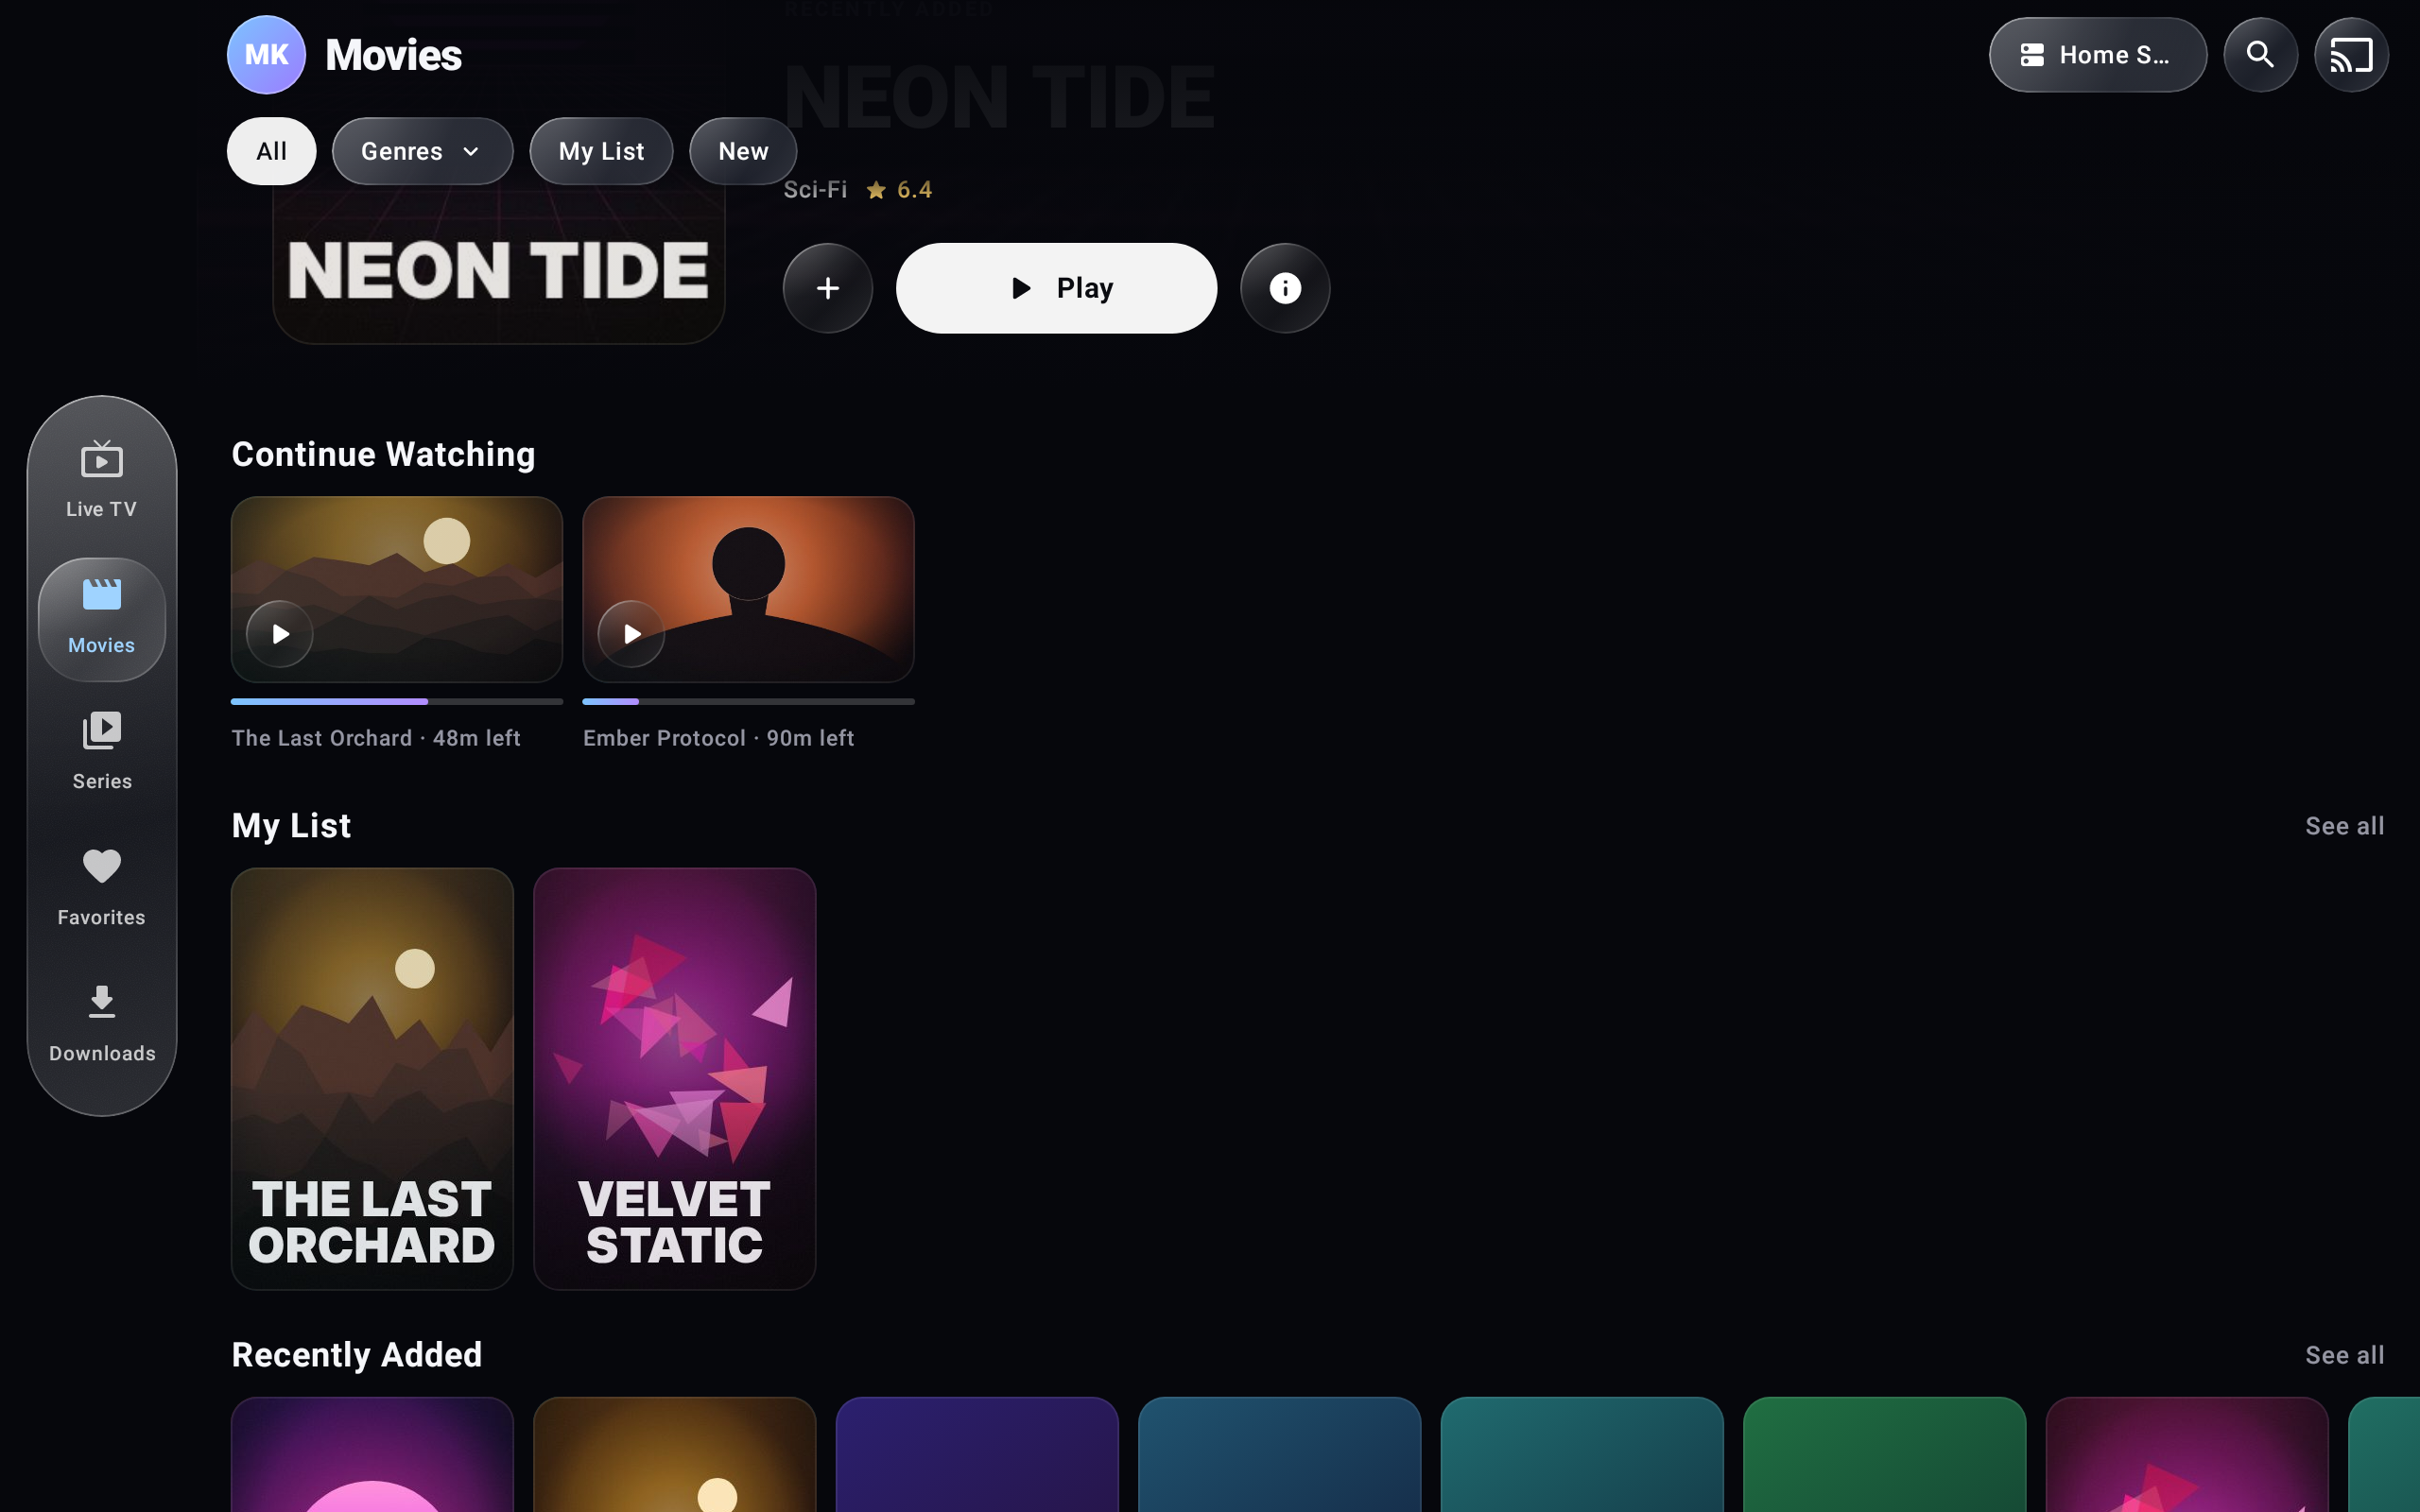 RECENTLY ADDED
MK
Movies
Home S...
NEON TIDE
All
Genres
My List
New
Sci-Fi
6.4
NEON TIDE
Play
Live TV
Movies
Series
Favorites
Downloads
Continue Watching
The Last Orchard · 48m left
Ember Protocol · 90m left
My List
See all
THE LAST
ORCHARD
VELVET
STATIC
Recently Added
See all